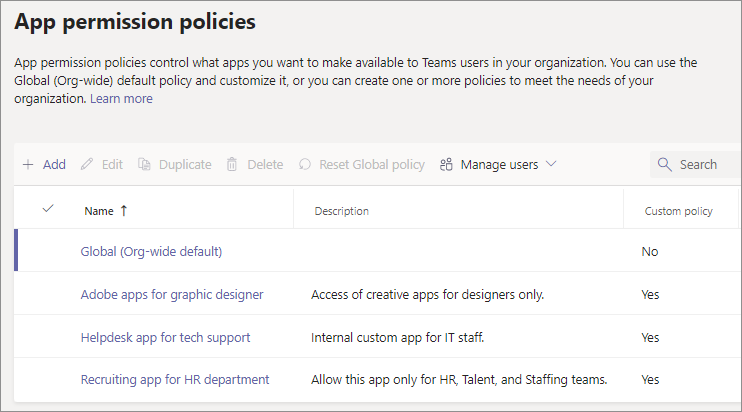 App permission policies
App permission policies control what apps you want to make available to Teams users in your organization. You can use the
Global (Org-wide) default policy and customize it, or you can create one or more policies to meet the needs of your
organization. Learn more
Add Edit Duplicate Delete Reset Global policy Manage users Search
Name ↑ Description Custom policy
Global (Org-wide default) No
Adobe apps for graphic designer Access of creative apps for designers only. Yes
Helpdesk app for tech support Internal custom app for IT staff. Yes
Recruiting app for HR department Allow this app only for HR, Talent, and Staffing teams. Yes